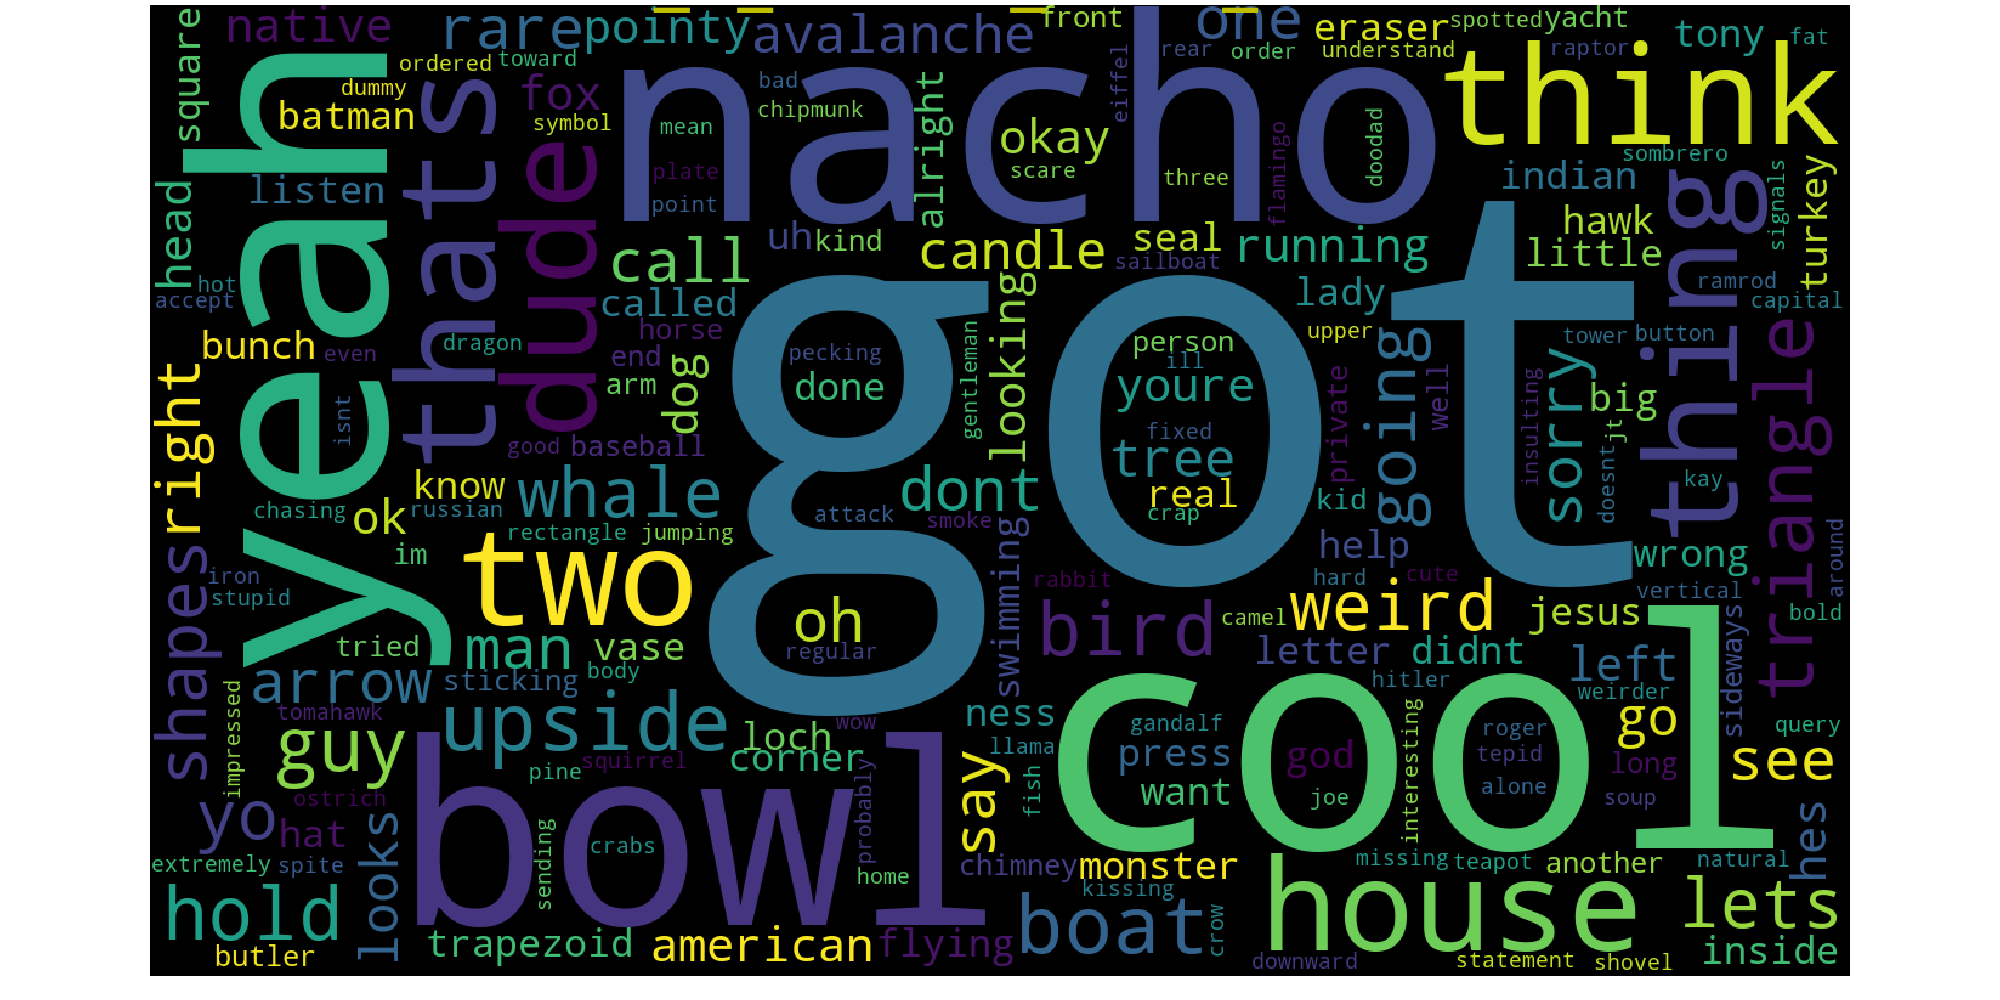 got
nacho
yeah
cool
bowl
think
two
house
thats
dude
thing
triangle
native
rare
pointy
avalanche
one
front
eraser
spotted
yacht
tony
fat
square
ordered
toward
dummy
batman
fox
symbol
bad
chipmunk
mean
plate
point
alright
okay
scare
eiffel
rear
order
understand
raptor
three
flamingo
doodad
indian
sombrero
hawk
little
signals
turkey
head
listen
hot
accept
call
called
uh
kind
candle
seal
sailboat
running
lady
upper
ramrod
capital
tower
button
bunch
even
dragon
horse
end
arm
dog
pecking
done
gentleman
looking
person
ill
youre
private
going
well
sorry
insulting
big
jt
doesnt
right
isnt
good
baseball
know
whale
dont
fixed
tree
real
crap
kid
kay
chasing
ok
russian
rectangle
jumping
attack
smoke
help
wrong
around
im
iron
stupid
shapes
swimming
rabbit
hard
cute
vertical
bold
camel
weird
jesus
oh
regular
bird
letter
didnt
left
sideways
tried
man
vase
body
arrow
sticking
hitler
weirder
impressed
tomahawk
upside
loch
wow
ness
gandalf
roger
go
query
guy
corner
squirrel
pine
llama
press
god
interesting
tepid
long
see
ostrich
yo
hat
looks
probably
say
fish
want
joe
alone
soup
hes
extremely
spite
crabs
sending
home
chimney
monster
kissing
missing
teapot
another
natural
hold
butler
trapezoid
american
flying
boat
crow
lets
inside
downward
statement
shovel